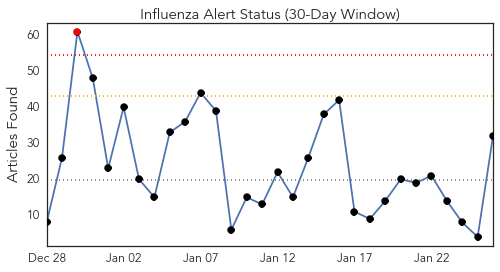 Influenza Alert Status (30-Day Window)
Articles Found
60
50
40
30
20
10
Dec 28 Jan 02 Jan 07 Jan 12 Jan 17 Jan 22